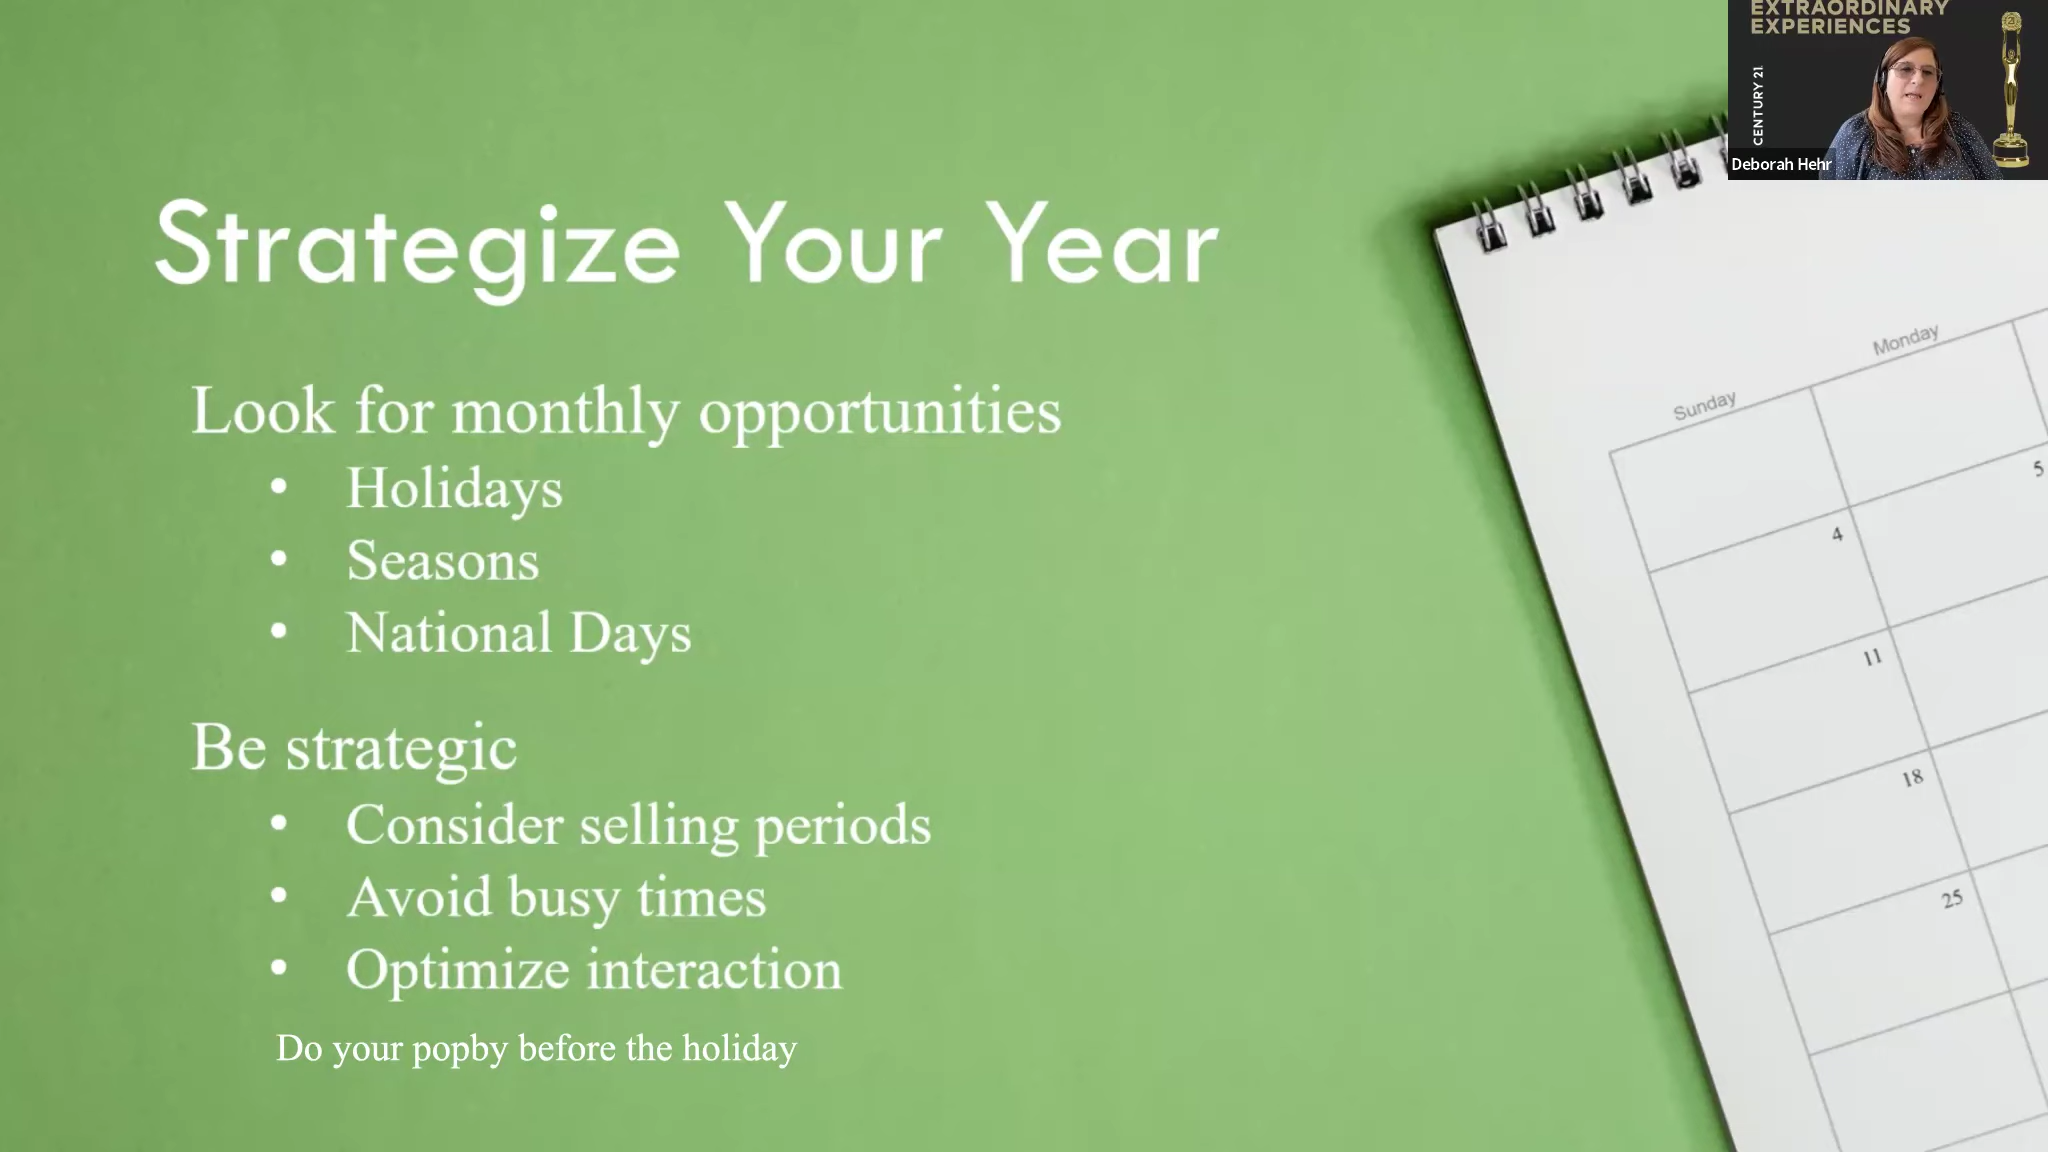 EXTRAORDINARY
EXPERIENCES
CENTURY 21
Deborah Hehr
Strategize Your Year
Look for monthly opportunities
• Holidays
• Seasons
• National Days
Be strategic
• Consider selling periods
• Avoid busy times
• Optimize interaction
Do your popby before the holiday
Sunday
Monday
5
4
11
18
25